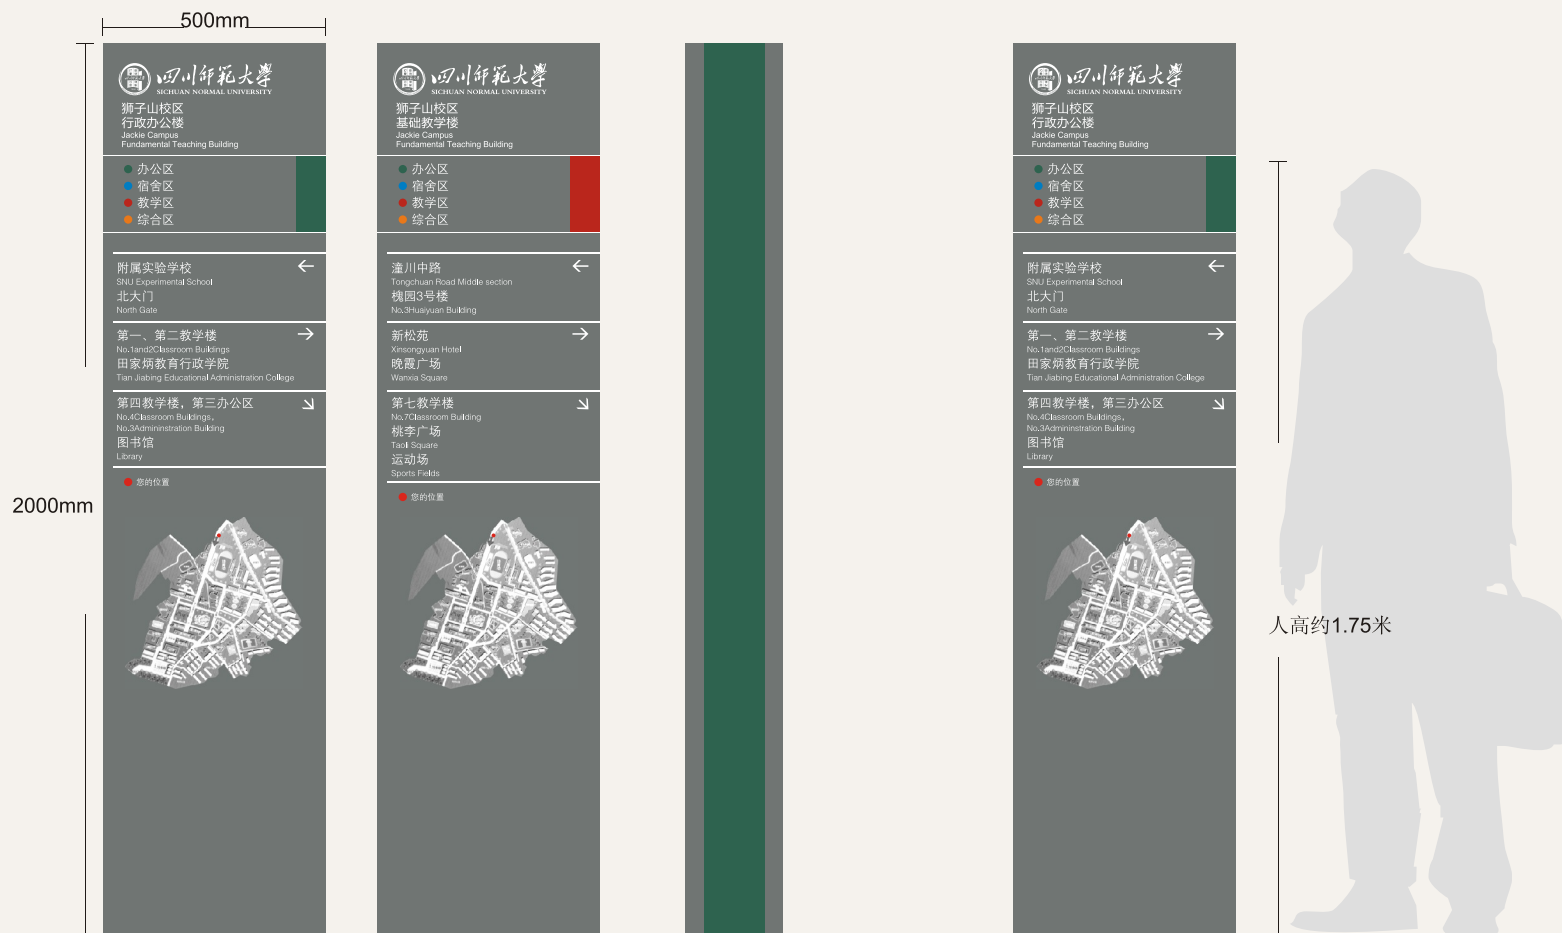 500mm
2000mm
四川师范大学
SICHUAN NORMAL UNIVERSITY
狮子山校区
行政办公楼
Jackie Campus
Fundamental Teaching Building
办公区
宿舍区
教学区
综合区
附属实验学校
SNU Experimental School
北大门
North Gate
第一、第二教学楼
No.1and2Classroom Buildings
田家炳教育行政学院
Tian Jiabing Educational Administration College
第四教学楼，第三办公区
No.4Classroom Buildings,
No.3Admininstration Building
图书馆
Library
您的位置
四川师范大学
SICHUAN NORMAL UNIVERSITY
狮子山校区
基础教学楼
Jackie Campus
Fundamental Teaching Building
办公区
宿舍区
教学区
综合区
潼川中路
Tongchuan Road Middle section
槐园3号楼
No.3Huaiyuan Building
新松苑
Xinsongyuan Hotel
晚霞广场
Wanxia Square
第七教学楼
No.7Classroom Building
桃李广场
Taoli Square
运动场
Sports Fields
您的位置
四川师范大学
SICHUAN NORMAL UNIVERSITY
狮子山校区
行政办公楼
Jackie Campus
Fundamental Teaching Building
办公区
宿舍区
教学区
综合区
附属实验学校
SNU Experimental School
北大门
North Gate
第一、第二教学楼
No.1and2Classroom Buildings
田家炳教育行政学院
Tian Jiabing Educational Administration College
第四教学楼，第三办公区
No.4Classroom Buildings,
No.3Admininstration Building
图书馆
Library
您的位置
人高约1.75米